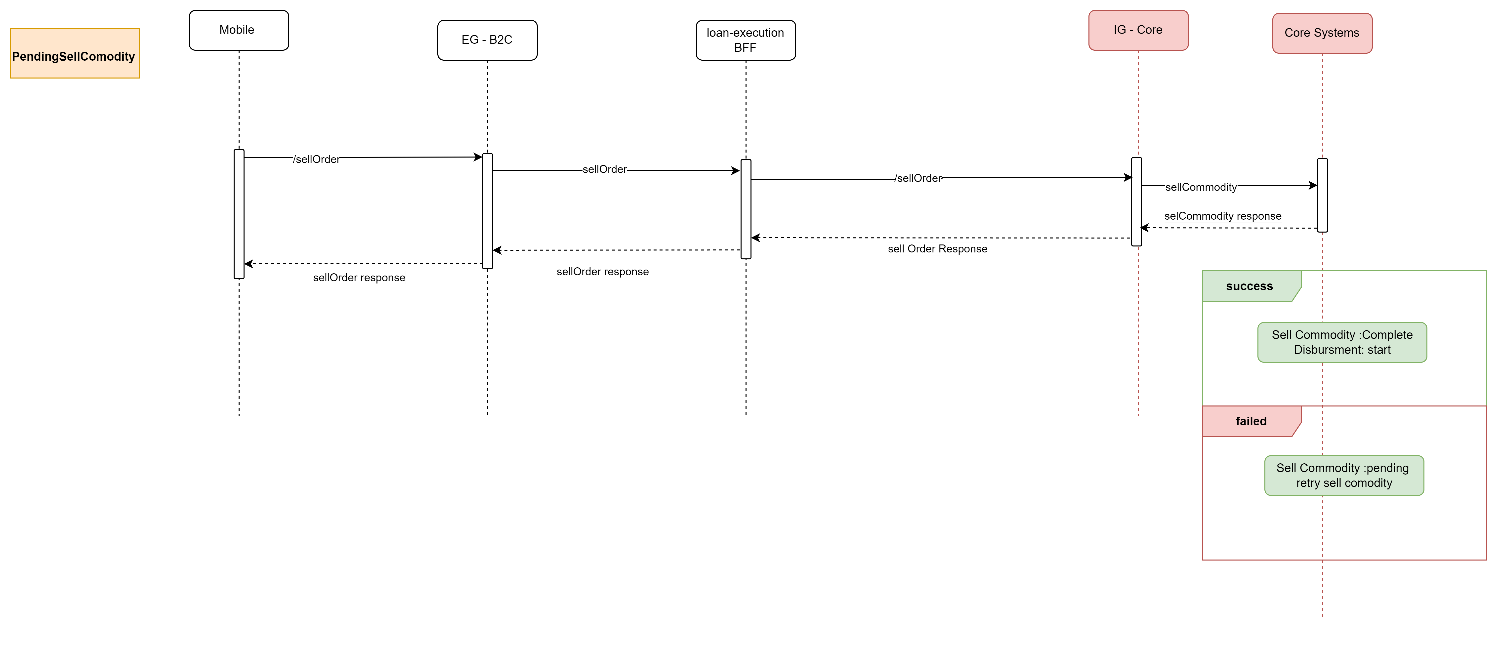 PendingSellComodity
Mobile
EG - B2C
loan-execution
BFF
IG - Core
Core Systems
/sellOrder
sellOrder
/sellOrder
sellCommodity
selCommodity response
sell Order Response
sellOrder response
sellOrder response
success
Sell Commodity :Complete
Disbursment: start
failed
Sell Commodity :pending
retry sell comodity